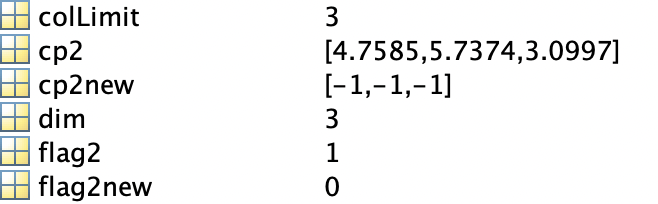 colLimit 3
cp2 [4.7585,5.7374,3.0997]
cp2new [-1,-1,-1]
dim 3
flag2 1
flag2new 0